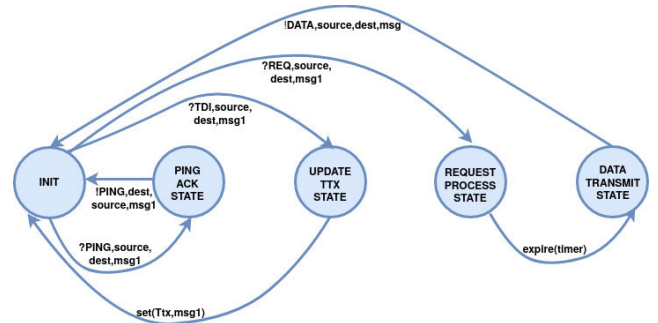 !DATA,source,dest,msg
?REQ,source,
dest,msg1
?TDI,source,
dest,msg1
INIT
PING
ACK
STATE
UPDATE
TTX
STATE
REQUEST
PROCESS
STATE
DATA
TRANSMIT
STATE
!PING,dest,
source,msg1
?PING,source,
dest,msg1
expire(timer)
set(Ttx,msg1)